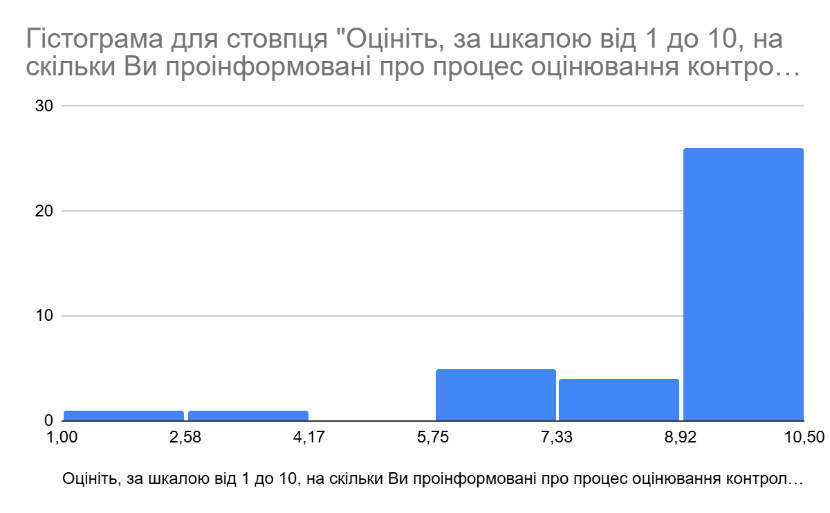 Гістограма для стовпця "Оцініть, за шкалою від 1 до 10, на
скільки Ви проінформовані про процес оцінювання контро…
30
20
10
0
1,00 2,58 4,17 5,75 7,33 8,92 10,50
Оцініть, за шкалою від 1 до 10, на скільки Ви проінформовані про процес оцінювання контрол…